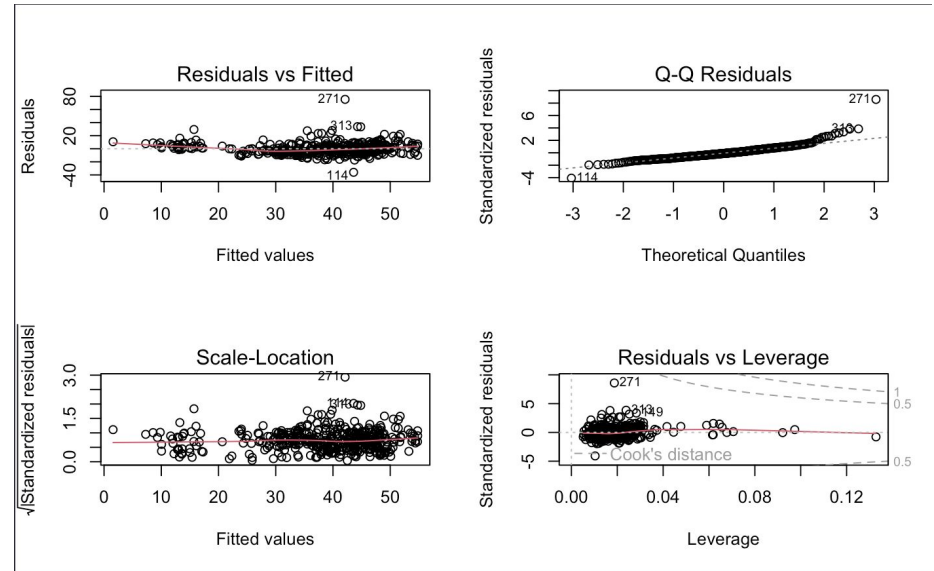 Residuals vs Fitted
Residuals
80
20
-40
271
313
114
0 10 20 30 40 50
Fitted values
Q-Q Residuals
Standardized residuals
6
2
-4
271
313
114
-3 -2 -1 0 1 2 3
Theoretical Quantiles
Scale-Location
√|Standardized residuals|
3.0
1.5
0.0
271
0 10 20 30 40 50
Fitted values
Residuals vs Leverage
Standardized residuals
5
0
-5
271
313
149
1
0.5
0.5
Cook's distance
0.00 0.04 0.08 0.12
Leverage